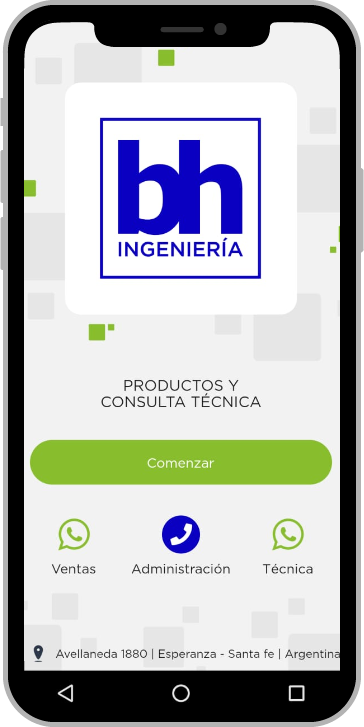 bh
INGENIERÍA
PRODUCTOS Y
CONSULTA TÉCNICA
Comenzar
Ventas Administración Técnica
Avellaneda 1880 | Esperanza - Santa fe | Argentina